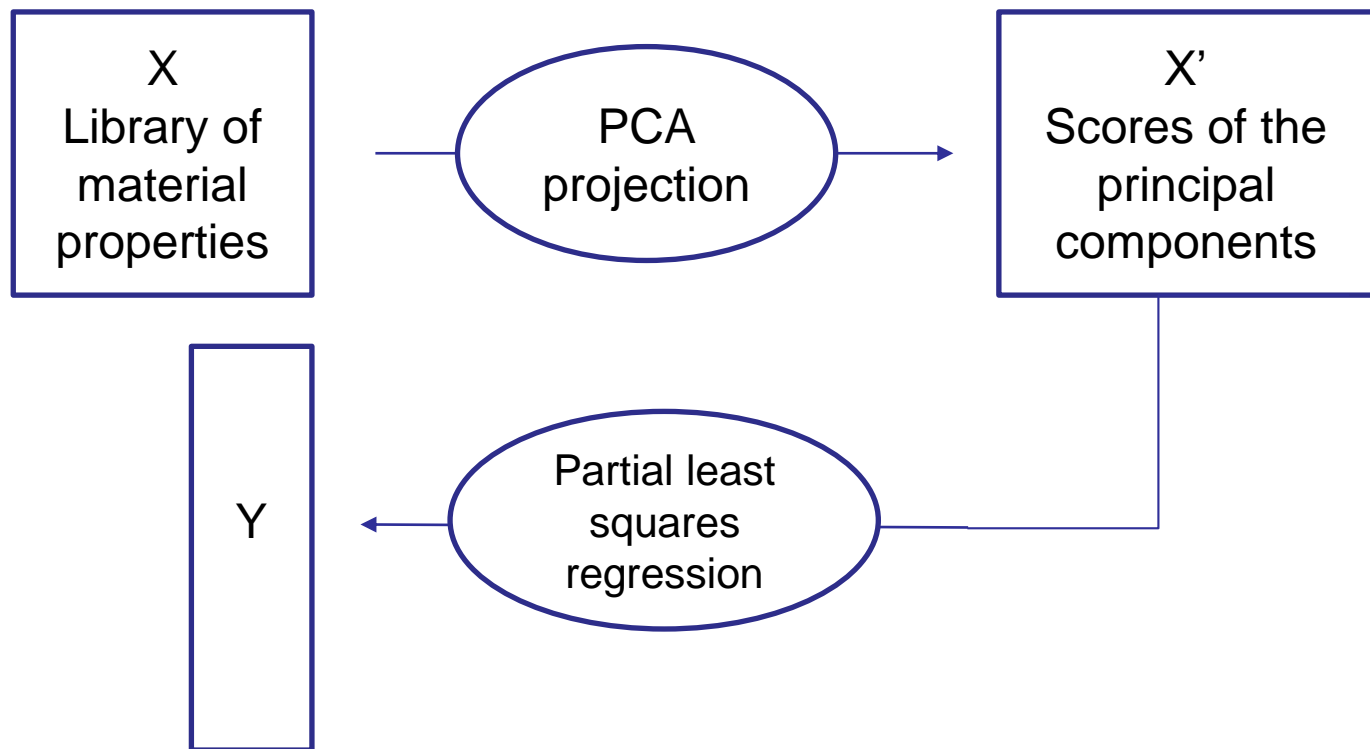 X
Library of
material
properties
PCA
projection
X’
Scores of the
principal
components
Y
Partial least
squares
regression